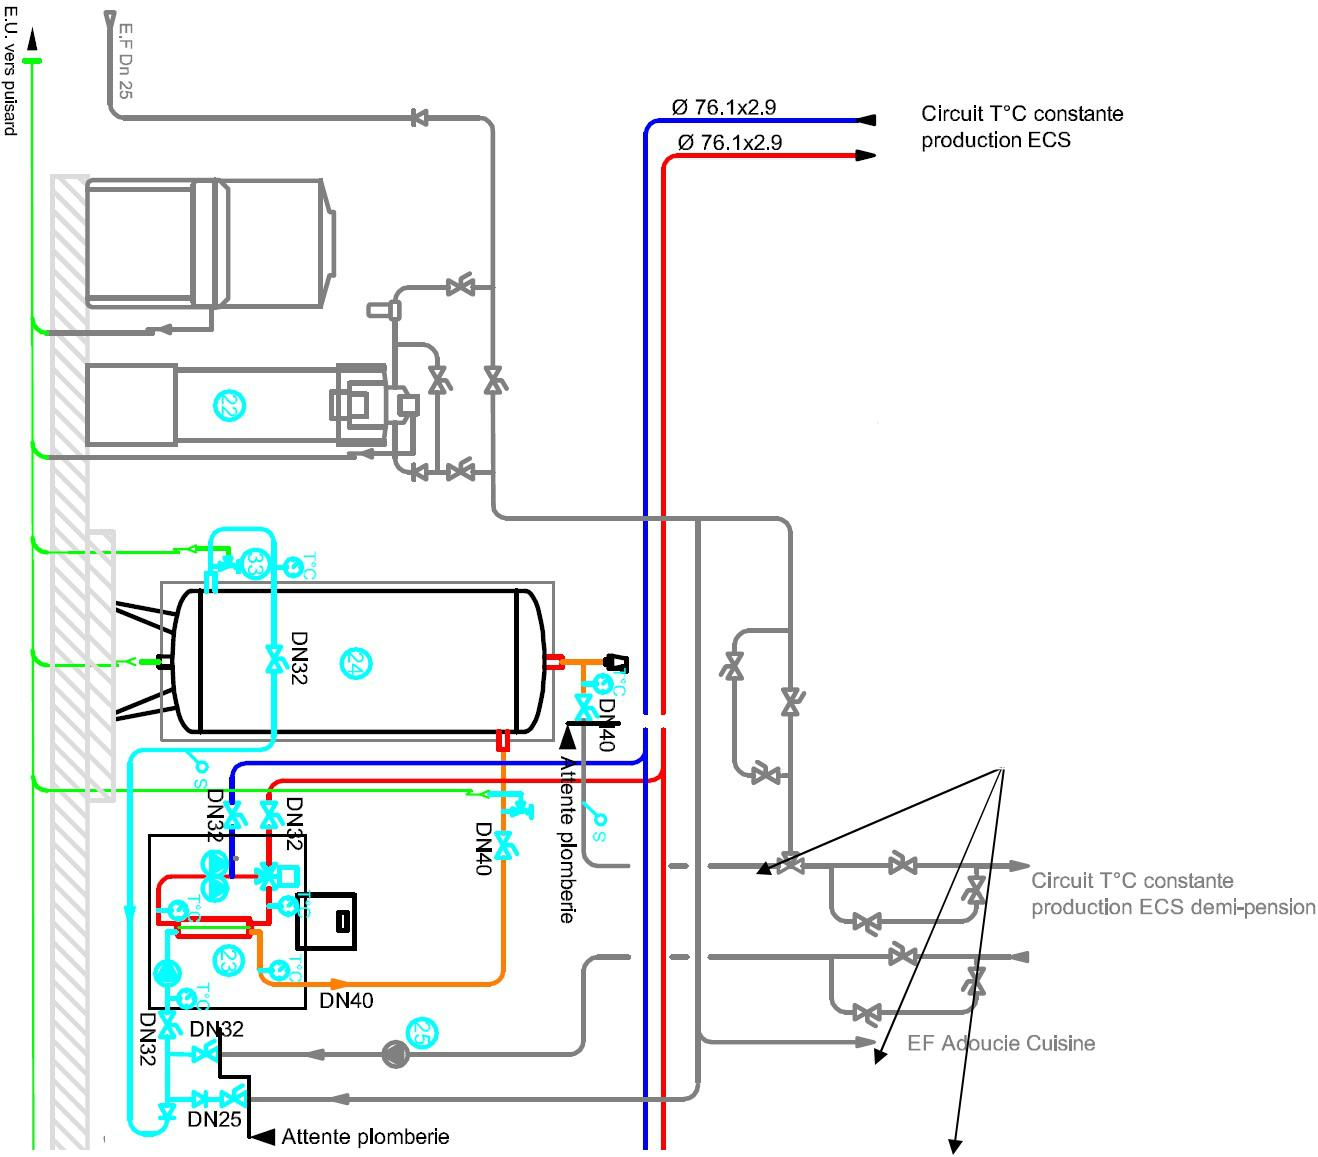 E.U. vers puisard
E.F Dn 25
Ø 76.1x2.9
Ø 76.1x2.9
Circuit T°C constante
production ECS
22
33
T°C
DN32
24
T°C
DN40
Attente plomberie
S
S
DN32
DN32
DN40
T°C
T°C
23
T°C
DN40
T°C
DN32
DN32
25
DN25
Attente plomberie
Circuit T°C constante
production ECS demi-pension
EF Adoucie Cuisine